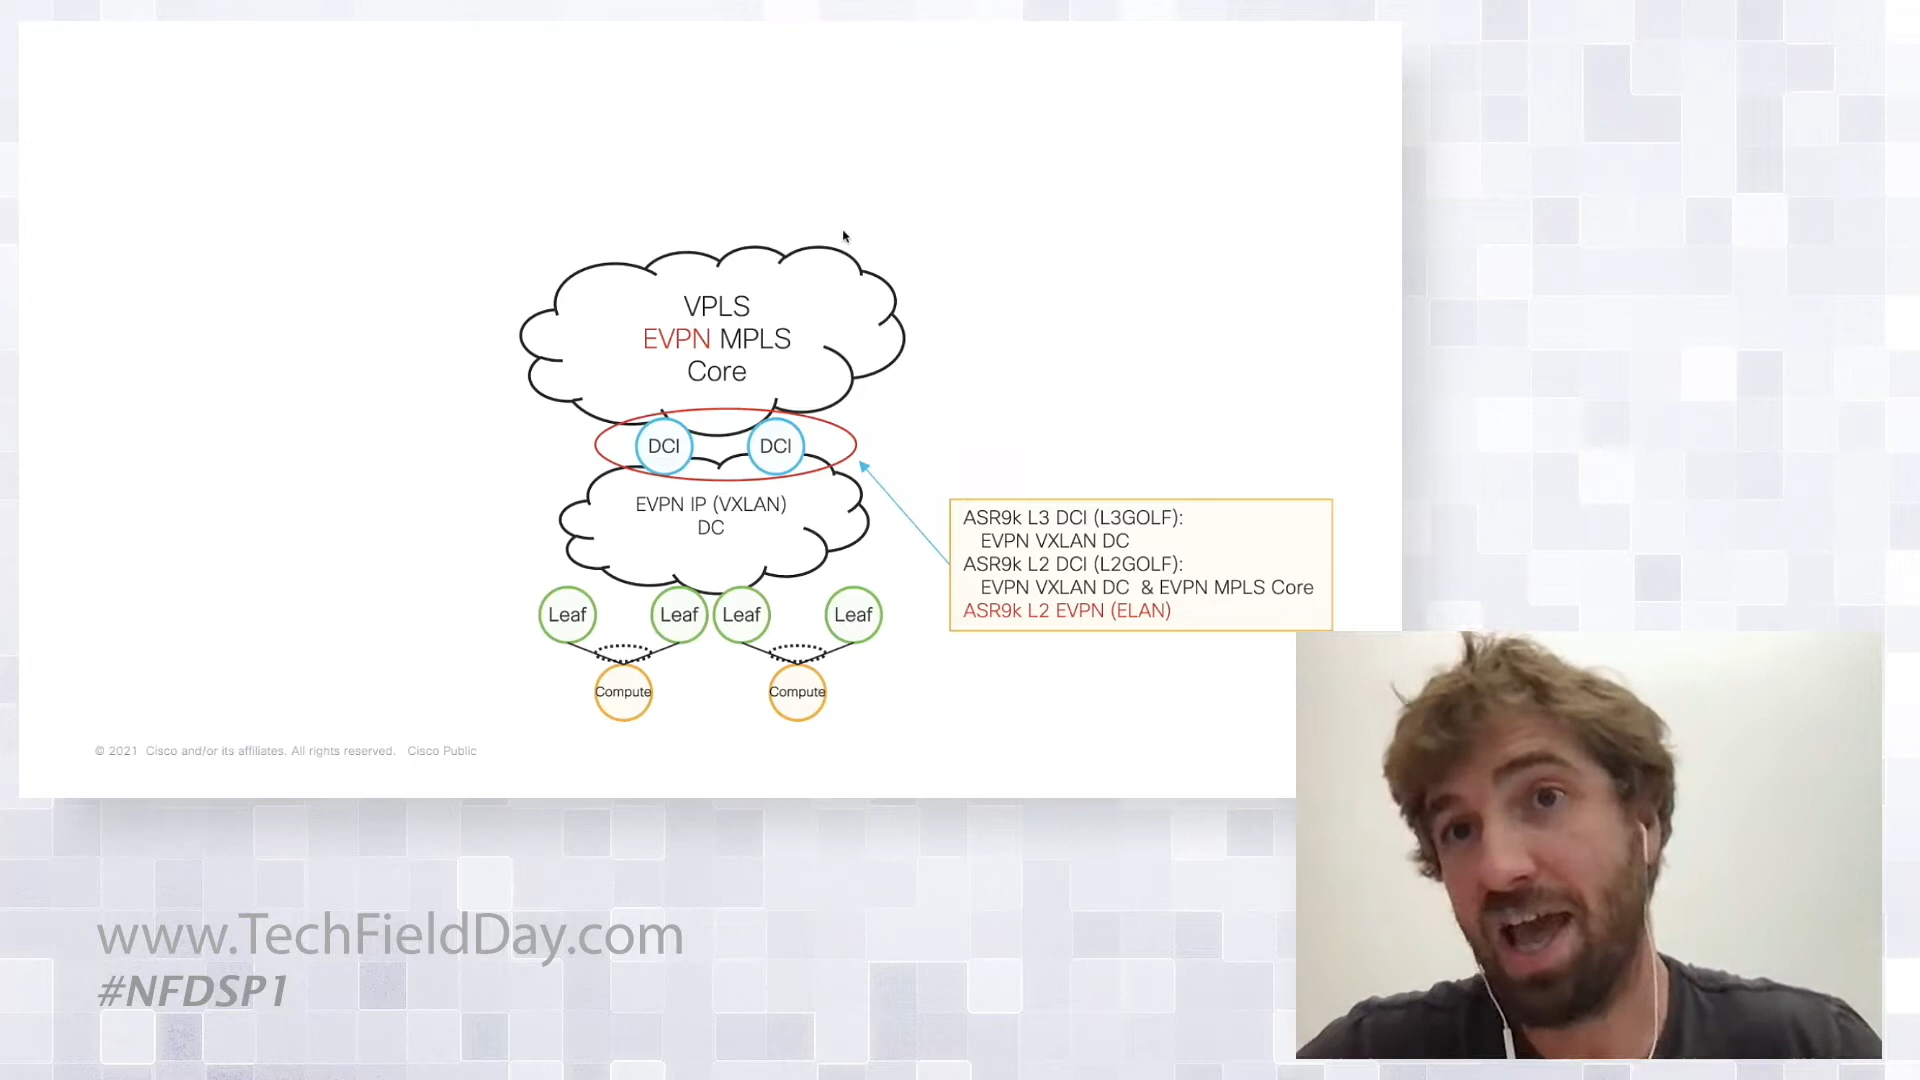 VPLS
EVPN MPLS
Core
DCI DCI
EVPN IP (VXLAN)
DC
ASR9k L3 DCI (L3GOLF):
EVPN VXLAN DC
ASR9k L2 DCI (L2GOLF):
EVPN VXLAN DC & EVPN MPLS Core
ASR9k L2 EVPN (ELAN)
Leaf Leaf Leaf Leaf
Compute Compute
© 2021 Cisco and/or its affiliates. All rights reserved. Cisco Public
www.TechFieldDay.com
#NFDSP1